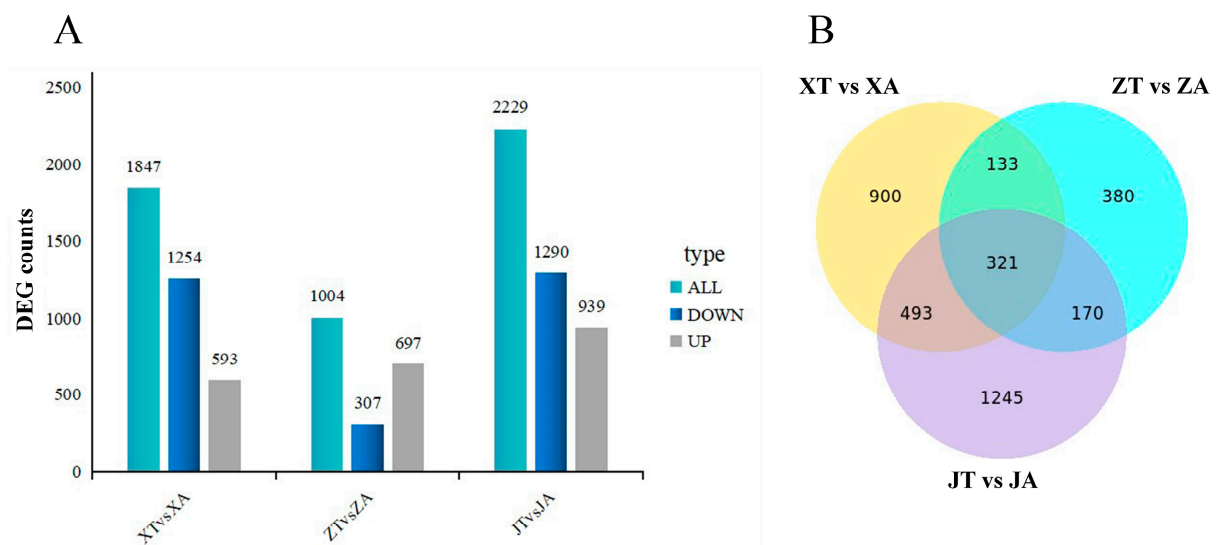 A
B
XT vs XA
ZT vs ZA
2500
2000
1500
1000
500
0
DEG counts
1847
1254
593
1004
307
697
2229
1290
939
XTvsXA
ZTvsZA
JTvsJA
type
ALL
DOWN
UP
133
900
380
321
493
170
1245
JT vs JA